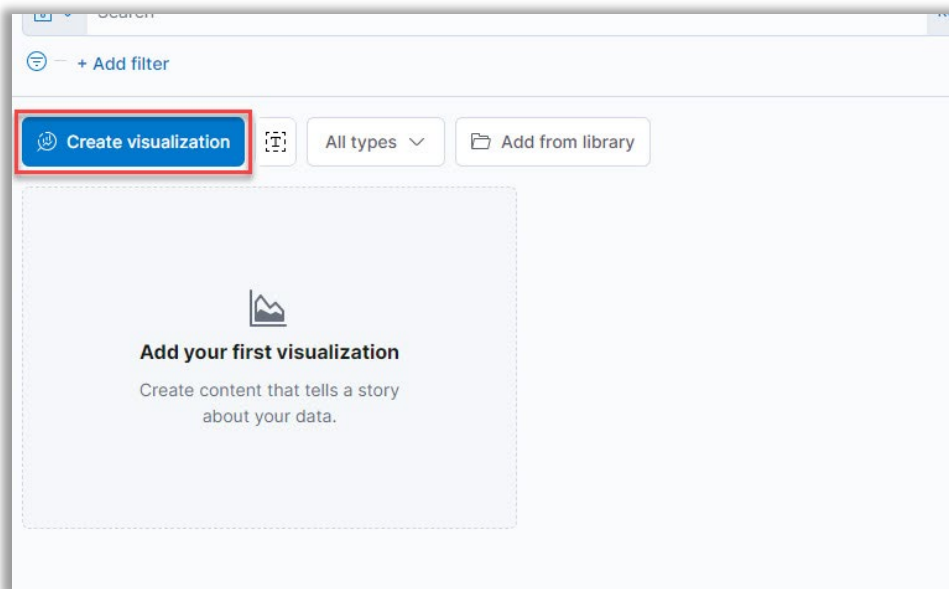 Search
+ Add filter
Create visualization
All types
Add from library
Add your first visualization
Create content that tells a story
about your data.